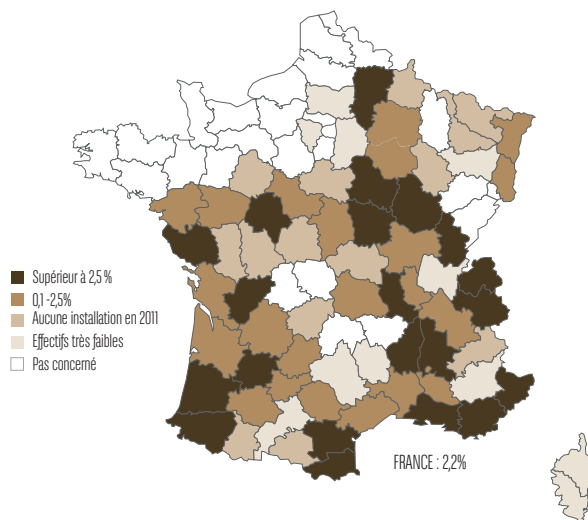 Supérieur à 2,5 %
0,1 -2,5%
Aucune installation en 2011
Effectifs très faibles
Pas concerné
FRANCE : 2,2%